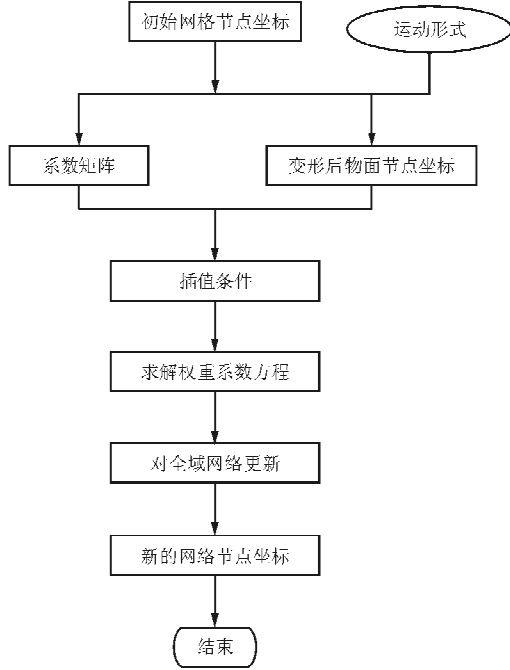 初始网格节点坐标
运动形式
系数矩阵
变形后物面节点坐标
插值条件
求解权重系数方程
对全域网络更新
新的网络节点坐标
结束